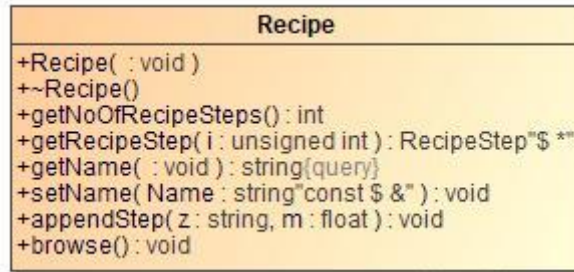 Recipe
+Recipe( : void )
+~Recipe()
+getNoOfRecipeSteps() : int
+getRecipeStep( i : unsigned int ) : RecipeStep"$ *"
+getName( : void ) : string{query}
+setName( Name : string"const $ &" ) : void
+appendStep( z : string, m : float ) : void
+browse() : void